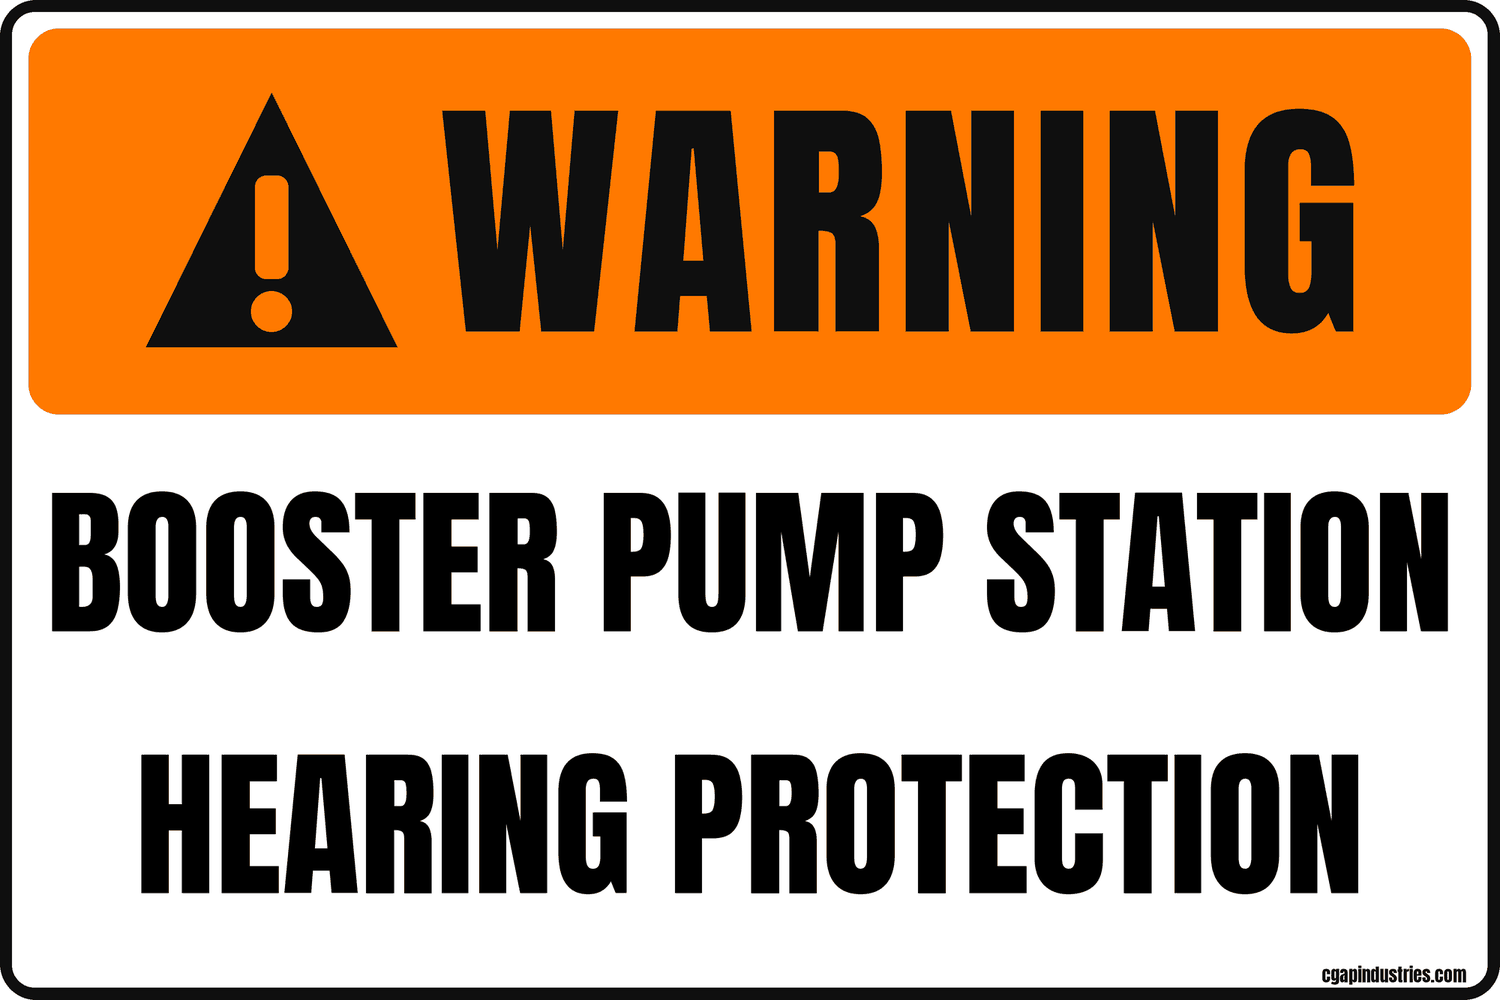 WARNING
BOOSTER PUMP STATION
HEARING PROTECTION
cgapindustries.com